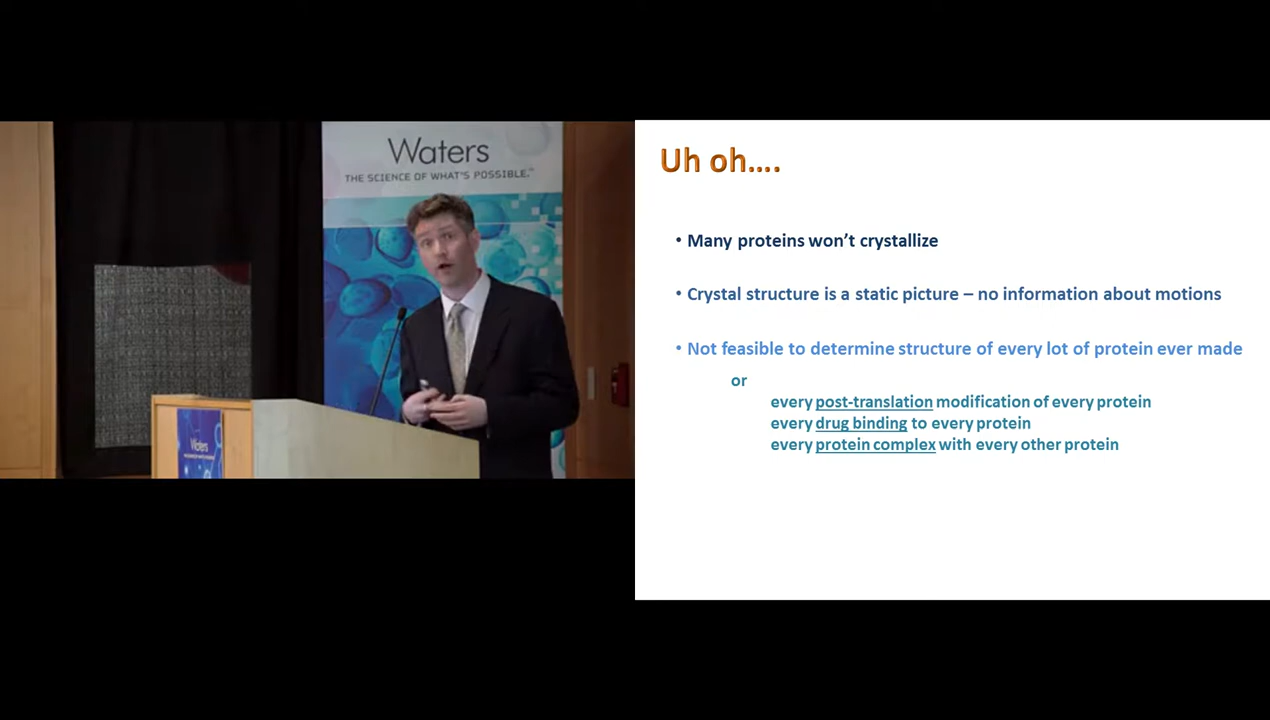 Waters
THE SCIENCE OF WHAT'S POSSIBLE.™
Waters
Uh oh....
• Many proteins won't crystallize
• Crystal structure is a static picture – no information about motions
• Not feasible to determine structure of every lot of protein ever made
or
every post-translation modification of every protein
every drug binding to every protein
every protein complex with every other protein